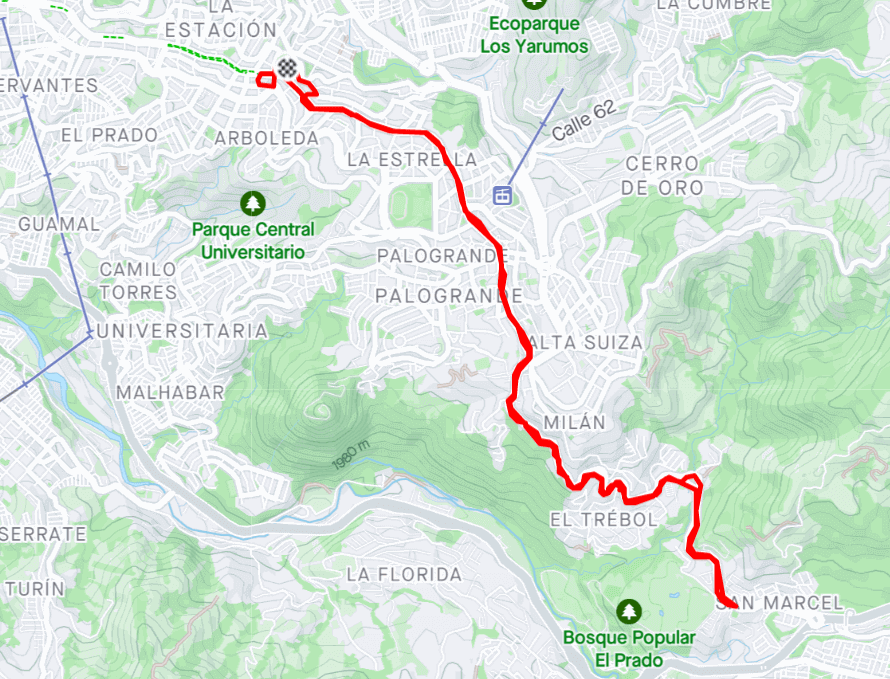 LA
ESTACIÓN
Ecoparque
Los Yarumos
LA CUMBRE
ERVANTES
EL PRADO
ARBOLEDA
Calle 62
LA ESTRELLA
CERRO
DE ORO
Parque Central
Universitario
GUAMAL
PALOGRANDE
CAMILO
TORRES
PALOGRANDE
UNIVERSITARIA
ALTA SUIZA
MALHABAR
MILÁN
1980 m
EL TRÉBOL
SERRATE
LA FLORIDA
TURÍN
SAN MARCEL
Bosque Popular
El Prado